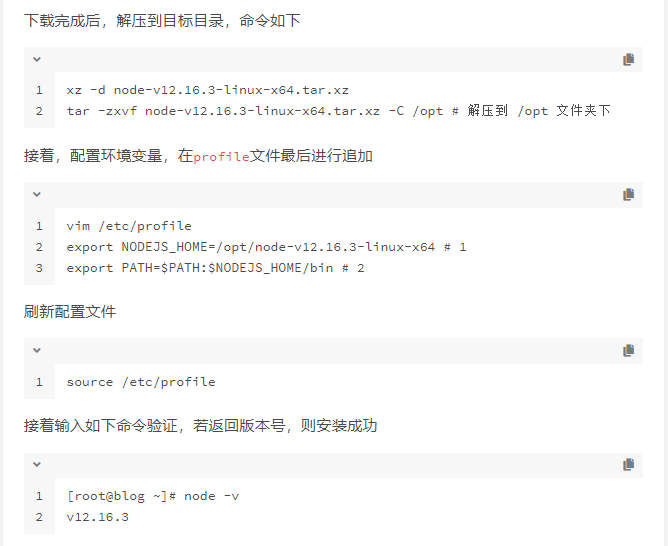 下载完成后，解压到目标目录，命令如下
1 xz -d node-v12.16.3-linux-x64.tar.xz
2 tar -zxvf node-v12.16.3-linux-x64.tar.xz -C /opt # 解压到 /opt 文件夹下
接着，配置环境变量，在profile文件最后进行追加
1 vim /etc/profile
2 export NODEJS_HOME=/opt/node-v12.16.3-linux-x64 # 1
3 export PATH=$PATH:$NODEJS_HOME/bin # 2
刷新配置文件
1 source /etc/profile
接着输入如下命令验证，若返回版本号，则安装成功
1 [root@blog ~]# node -v
2 v12.16.3